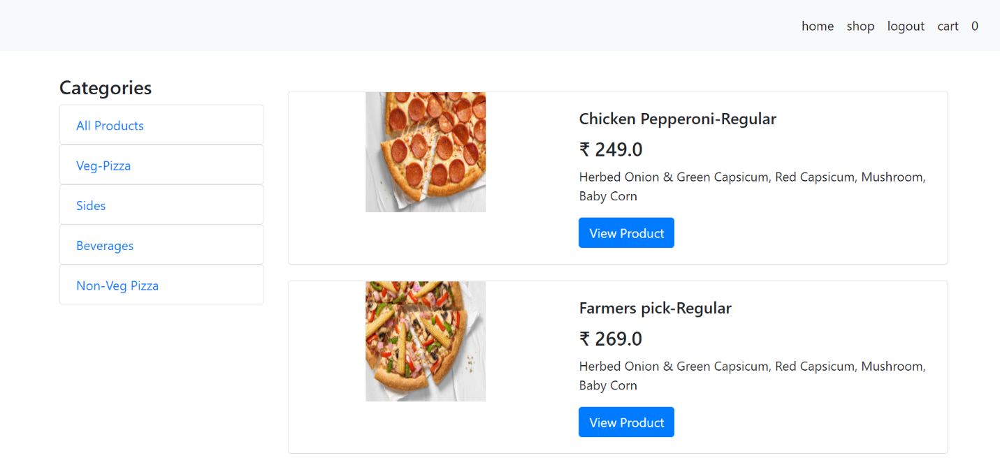 home shop logout cart 0
Categories
All Products
Veg-Pizza
Sides
Beverages
Non-Veg Pizza
Chicken Pepperoni-Regular
₹ 249.0
Herbed Onion & Green Capsicum, Red Capsicum, Mushroom,
Baby Corn
View Product
Farmers pick-Regular
₹ 269.0
Herbed Onion & Green Capsicum, Red Capsicum, Mushroom,
Baby Corn
View Product